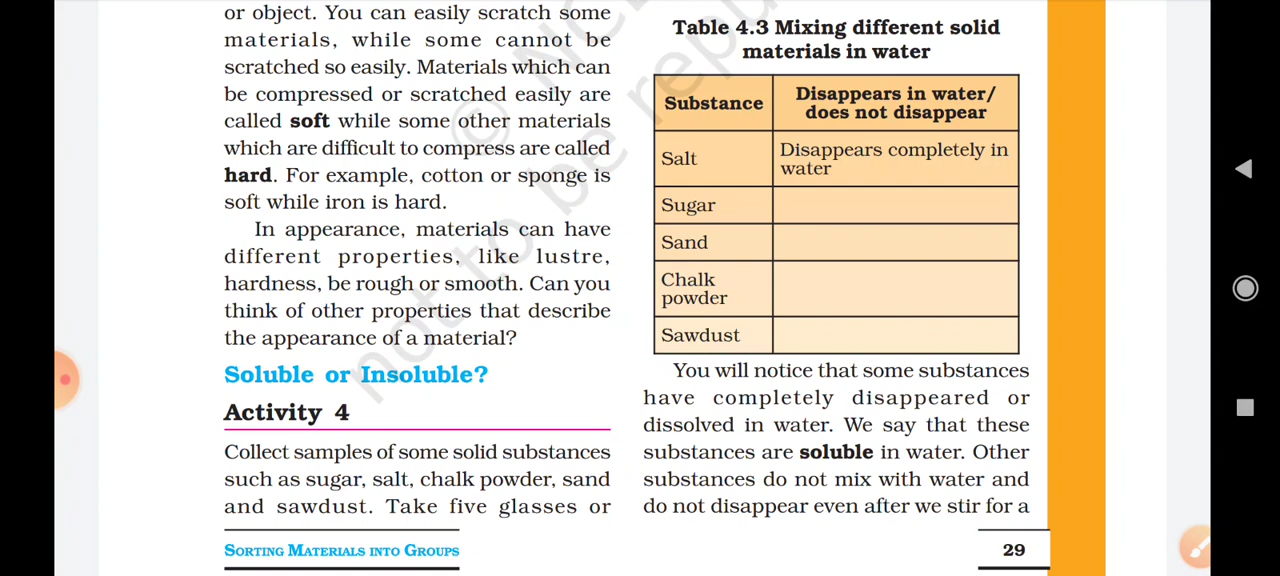 or object. You can easily scratch some
materials, while some cannot be
scratched so easily. Materials which can
be compressed or scratched easily are
called soft while some other materials
which are difficult to compress are called
hard. For example, cotton or sponge is
soft while iron is hard.
In appearance, materials can have
different properties, like lustre,
hardness, be rough or smooth. Can you
think of other properties that describe
the appearance of a material?
Soluble or Insoluble?
Activity 4
Collect samples of some solid substances
such as sugar, salt, chalk powder, sand
and sawdust. Take five glasses or
Table 4.3 Mixing different solid
materials in water
Substance
Disappears in water/
does not disappear
Salt
Disappears completely in
water
Sugar
Sand
Chalk
powder
Sawdust
You will notice that some substances
have completely disappeared or
dissolved in water. We say that these
substances are soluble in water. Other
substances do not mix with water and
do not disappear even after we stir for a
SORTING MATERIALS INTO GROUPS
29
not to be repu
© NC